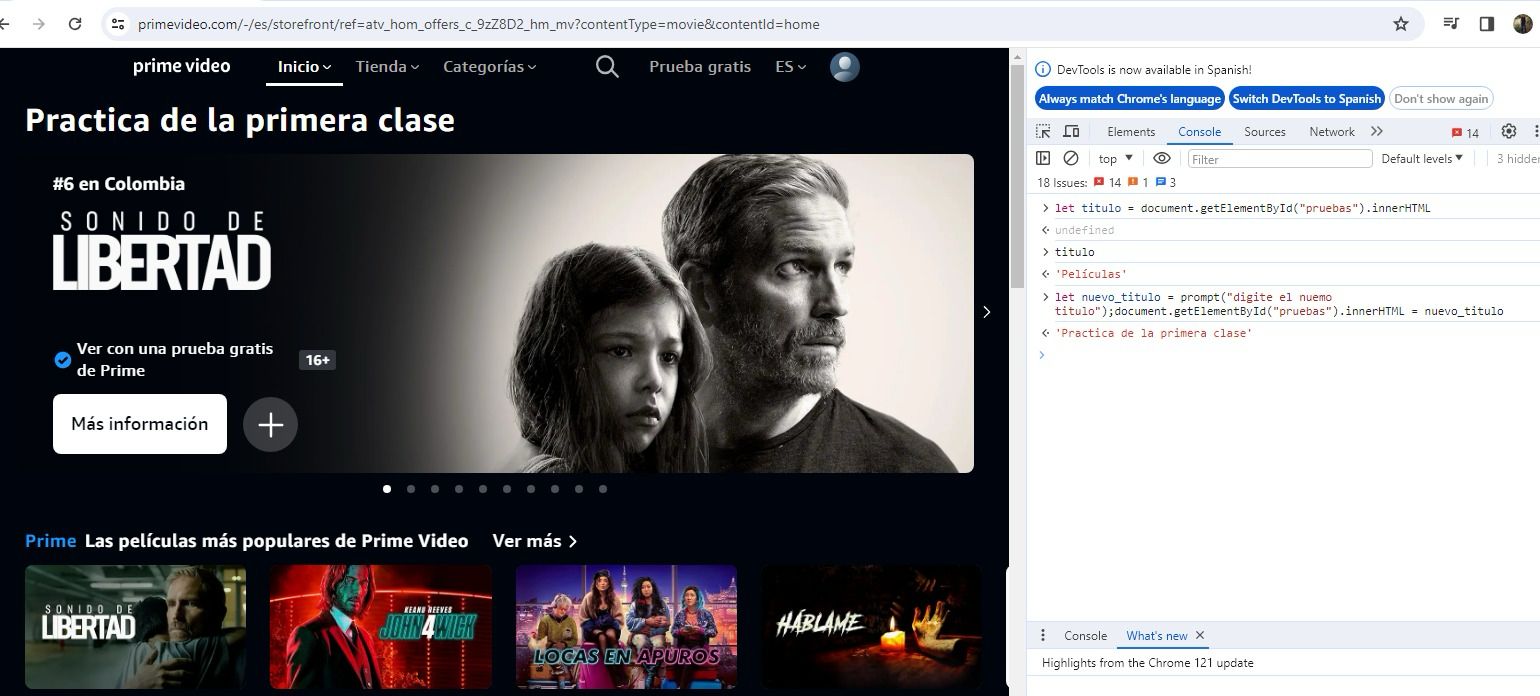 primevideo.com/-/es/storefront/ref=atv_hom_offers_c_9zZ8D2_hm_mv?contentType=movie&contentId=home
prime video
Inicio
Tienda
Categorías
Prueba gratis
ES
Practica de la primera clase
#6 en Colombia
SONIDO DE
LIBERTAD
Ver con una prueba gratis
de Prime
16+
Más información
Prime Las películas más populares de Prime Video
Ver más
SONIDO DE
LIBERTAD
KEANU REEVES
JOHN WICK 4
LOCAS EN APUROS
HÁBLAME
DevTools is now available in Spanish!
Always match Chrome's language
Switch DevTools to Spanish
Don't show again
Elements
Console
Sources
Network
14
top
Filter
Default levels
3 hidden
18 Issues: 14 1 3
let titulo = document.getElementById("pruebas").innerHTML
undefined
titulo
'Películas'
let nuevo_titulo = prompt("digite el nuemo
titulo");document.getElementById("pruebas").innerHTML = nuevo_titulo
'Practica de la primera clase'
Console
What's new
Highlights from the Chrome 121 update